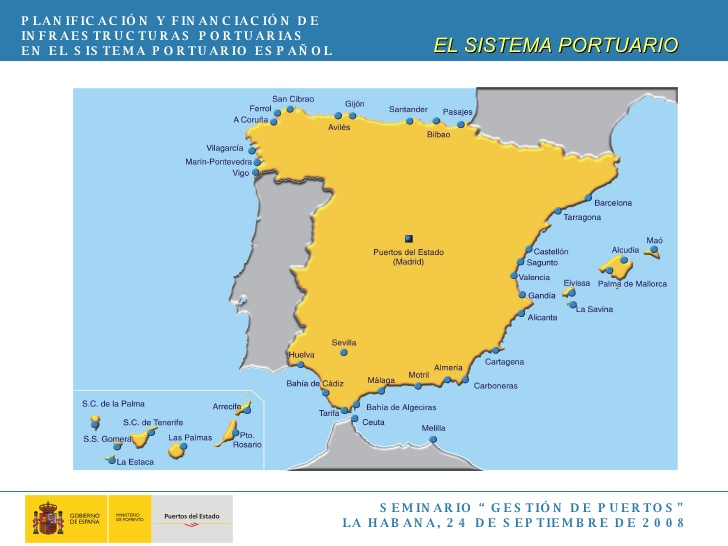 PLANIFICACIÓN Y FINANCIACIÓN DE
INFRAESTRUCTURAS PORTUARIAS
EN EL SISTEMA PORTUARIO ESPAÑOL
EL SISTEMA PORTUARIO
San Cibrao
Ferrol
A Coruña
Gijón
Avilés
Santander
Pasajes
Bilbao
Vilagarcía
Marín-Pontevedra
Vigo
Barcelona
Tarragona
Puertos del Estado
(Madrid)
Castellón
Sagunto
Valencia
Gandía
Alicante
Maó
Alcudia
Eivissa
Palma de Mallorca
La Savina
Sevilla
Huelva
Cartagena
Almería
Motril
Málaga
Carboneras
Bahía de Cádiz
Bahía de Algeciras
Tarifa
Ceuta
Melilla
S.C. de la Palma
Arrecife
S.C. de Tenerife
S.S. Gomera
Las Palmas
Pto.
Rosario
La Estaca
GOBIERNO
DE ESPAÑA
MINISTERIO
DE FOMENTO
Puertos del Estado
SEMINARIO “ GESTIÓN DE PUERTOS”
LA HABANA, 24 DE SEPTIEMBRE DE 2008